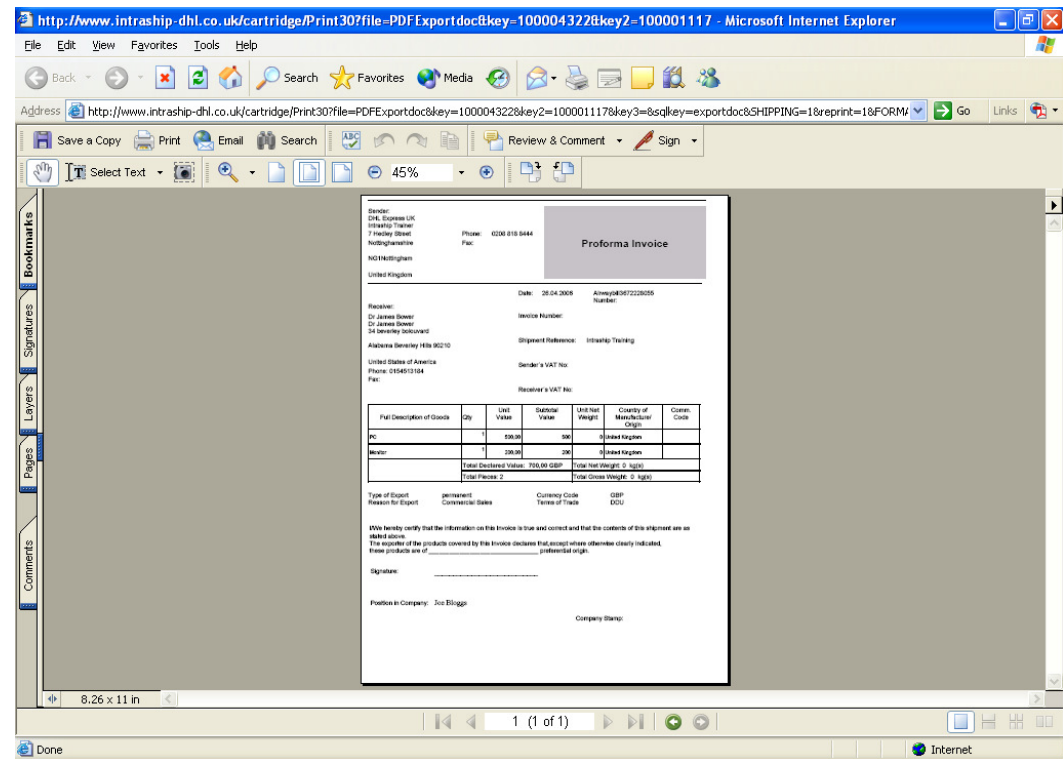 http://www.intraship-dhl.co.uk/cartridge/Print30?file=PDFExportdoc&key=100004322&key2=100001117 - Microsoft Internet Explorer
File Edit View Favorites Tools Help
Back Search Favorites Media
Address http://www.intraship-dhl.co.uk/cartridge/Print30?file=PDFExportdoc&key=100004322&key2=100001117&key3=&sqlkey=exportdoc&SHIPPING=1&reprint=1&FORM Go Links
Save a Copy Print Email Search Review & Comment Sign
Select Text 45%
Bookmarks
Signatures
Layers
Pages
Comments
Sender:
DHL Express UK
Intraship Trainer
7 Hedley Street Phone: 0208 818 8444
Nottinghamshire Fax:
NG1Nottingham
United Kingdom
Proforma Invoice
Date: 26.04.2006 Airwaybill3672228055
Number:
Receiver:
Dr James Bower
Dr James Bower
34 beverley bolouvard
Alabama Beverley Hills 90210
United States of America
Phone: 0154513184
Fax:
Invoice Number:
Shipment Reference: Intraship Training
Sender's VAT No:
Receiver's VAT No:
Full Description of Goods Qty Unit Value Subtotal Value Unit Net Weight Country of Manufacture/ Origin Comm. Code
PC 1 500,00 500 0 United Kingdom
Monitor 1 200,00 200 0 United Kingdom
Total Declared Value: 700,00 GBP Total Net Weight: 0 kg(s)
Total Pieces: 2 Total Gross Weight: 0 kg(s)
Type of Export permanent Currency Code GBP
Reason for Export Commercial Sales Terms of Trade DDU
I/We hereby certify that the information on this Invoice is true and correct and that the contents of this shipment are as
stated above.
The exporter of the products covered by this Invoice declares that,except where otherwise clearly indicated,
these products are of preferential origin.
Signature:
Position in Company: Joe Bloggs
Company Stamp:
8.26 x 11 in
1 (1 of 1)
Done Internet